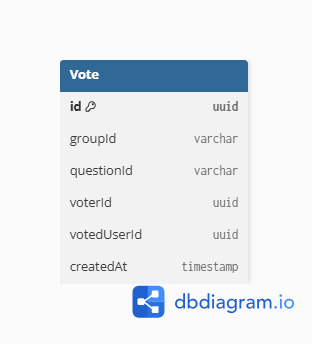 Vote
id uuid
groupId varchar
questionId varchar
voterId uuid
votedUserId uuid
createdAt timestamp
dbdiagram.io